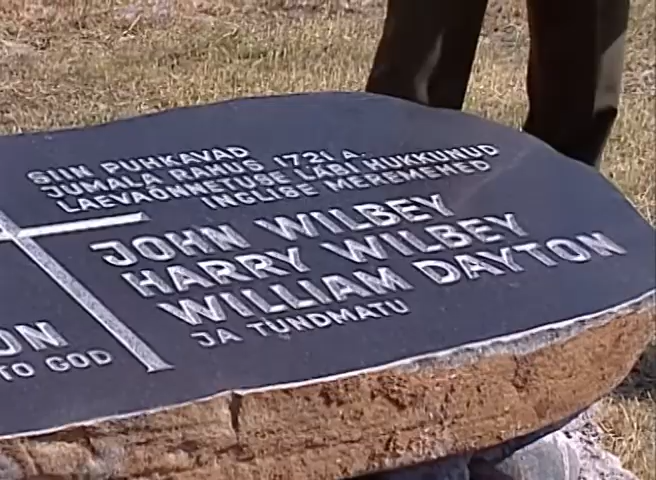 SIIN PUHKAVAD
JUMALA RAHUS 1721 A.
LAEVAÕNNETUSE LÄBI HUKKUNUD
INGLISE MEREMEHED
JOHN WILBEY
HARRY WILBEY
WILLIAM DAYTON
JA TUNDMATU
ON
TO GOD